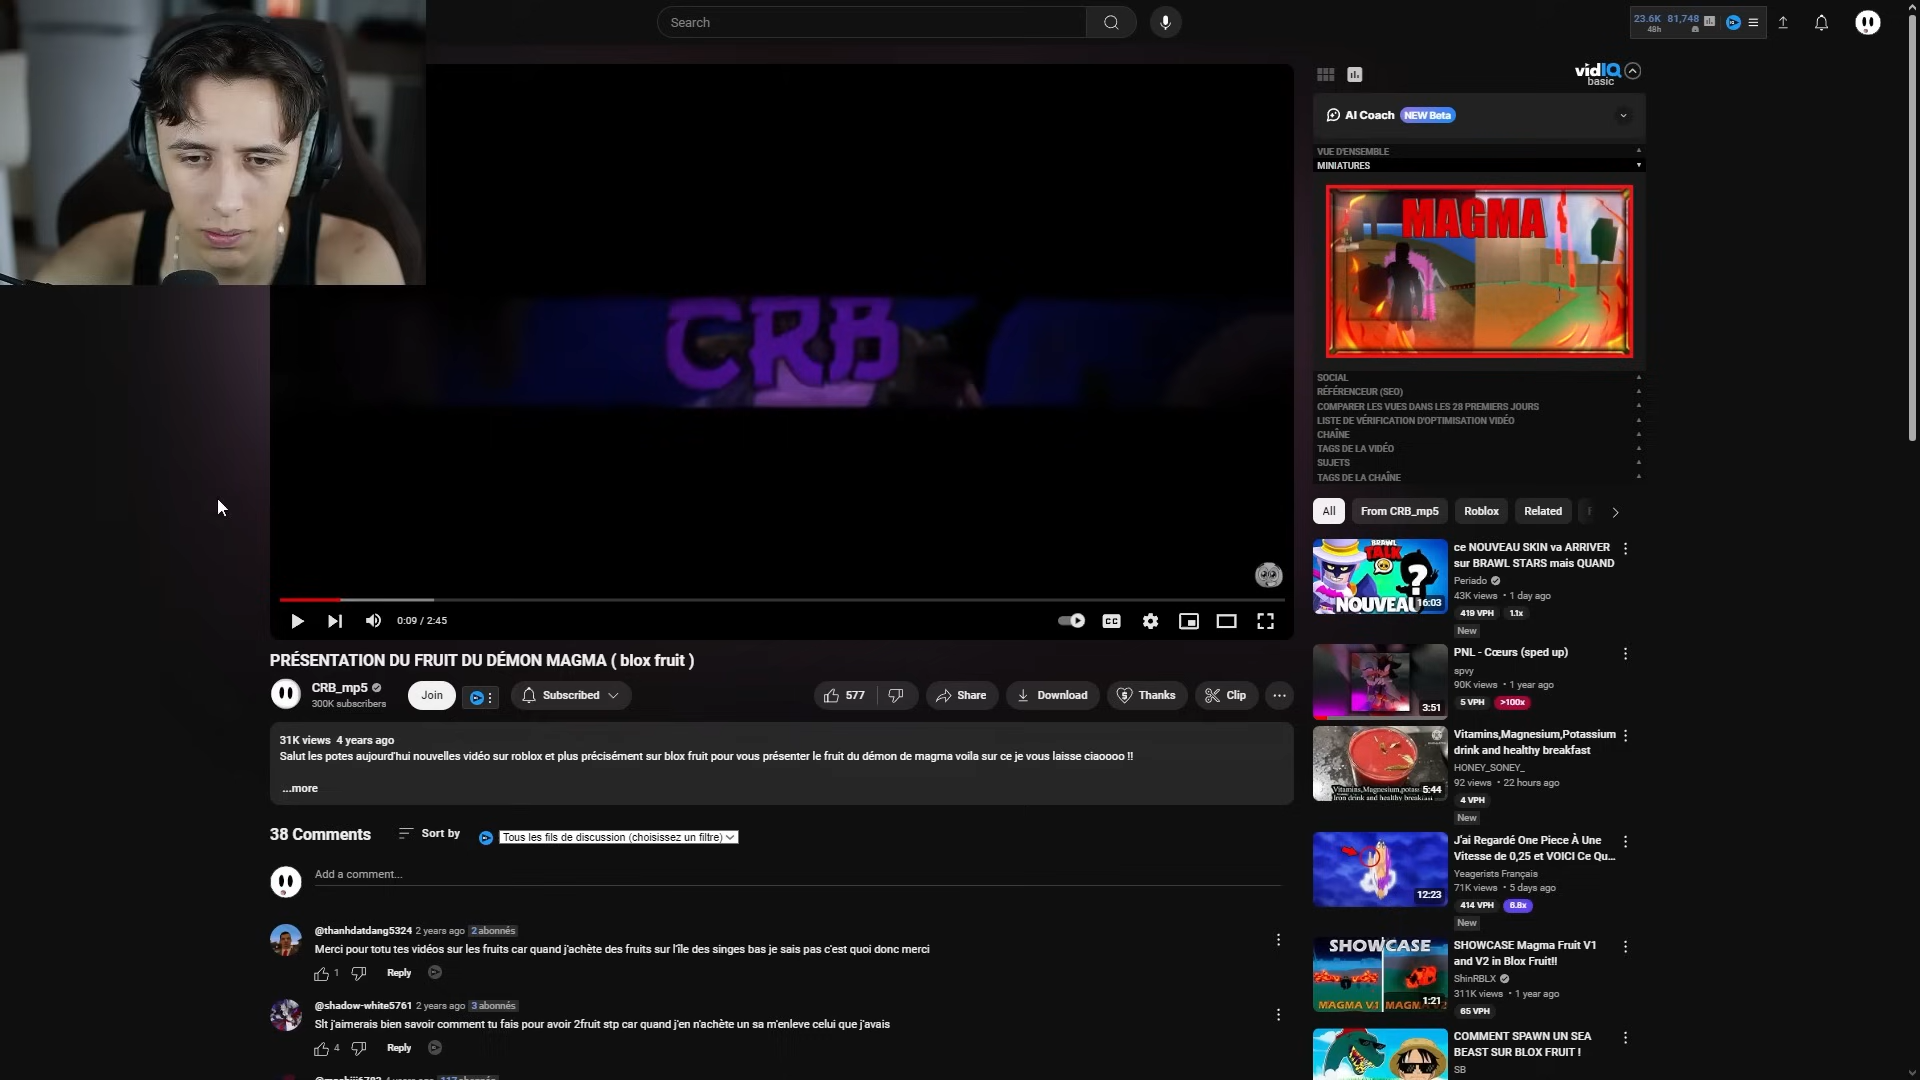 Search
23.6K 81,748
48h
vidIQ
basic
AI Coach NEW Beta
VUE D'ENSEMBLE
MINIATURES
MAGMA
CRB
SOCIAL
RÉFÉRENCEUR (SEO)
COMPARER LES VUES DANS LES 28 PREMIERS JOURS
LISTE DE VÉRIFICATION D'OPTIMISATION VIDÉO
CHAÎNE
TAGS DE LA VIDÉO
SUJETS
TAGS DE LA CHAÎNE
0:09 / 2:45
CC
PRÉSENTATION DU FRUIT DU DÉMON MAGMA ( blox fruit )
CRB_mp5
300K subscribers
Join
Subscribed
577
Share
Download
Thanks
Clip
31K views 4 years ago
Salut les potes aujourd'hui nouvelles vidéo sur roblox et plus précisément sur blox fruit pour vous présenter le fruit du démon de magma voila sur ce je vous laisse ciaoooo !!
...more
38 Comments
Sort by
Tous les fils de discussion (choisissez un filtre)
Add a comment...
@thanhdatdang5324 2 years ago 2 abonnés
Merci pour totu tes vidéos sur les fruits car quand j'achète des fruits sur l'île des singes bas je sais pas c'est quoi donc merci
1 Reply
@shadow-white5761 2 years ago 3 abonnés
Slt j'aimerais bien savoir comment tu fais pour avoir 2fruit stp car quand j'en n'achète un sa m'enleve celui que j'avais
4 Reply
All
From CRB_mp5
Roblox
Related
BRAWL
TALK
?
NOUVEAU
16:03
ce NOUVEAU SKIN va ARRIVER
sur BRAWL STARS mais QUAND
Periado
43K views • 1 day ago
419 VPH 1.1x
New
3:51
PNL - Cœurs (sped up)
spvy
90K views • 1 year ago
5 VPH >100x
Vitamins,Magnesium,potass
Iron drink and healthy breakfast
5:44
Vitamins,Magnesium,Potassium
drink and healthy breakfast
HONEY_SONEY_
92 views • 22 hours ago
4 VPH
New
12:23
J'ai Regardé One Piece À Une
Vitesse de 0,25 et VOICI Ce Qu...
Yeagerists Français
71K views • 5 days ago
414 VPH 6.8x
New
SHOWCASE
MAGMA V1 MAGM
1:21
SHOWCASE Magma Fruit V1
and V2 in Blox Fruit!!
ShinRBLX
311K views • 1 year ago
65 VPH
COMMENT SPAWN UN SEA
BEAST SUR BLOX FRUIT !
SB